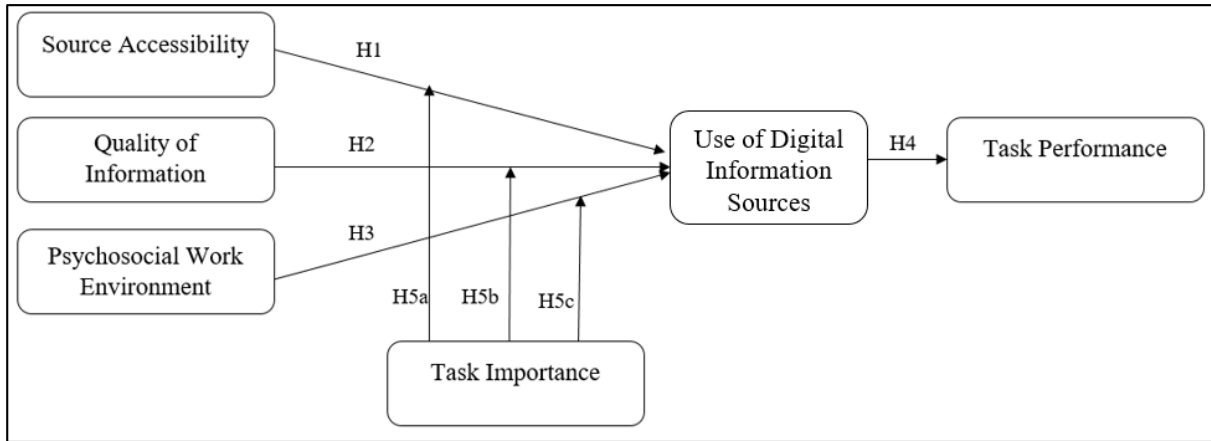 Source Accessibility
H1
Quality of
Information
H2
Psychosocial Work
Environment
H3
Use of Digital
Information
Sources
H4
Task Performance
H5a
H5b
H5c
Task Importance